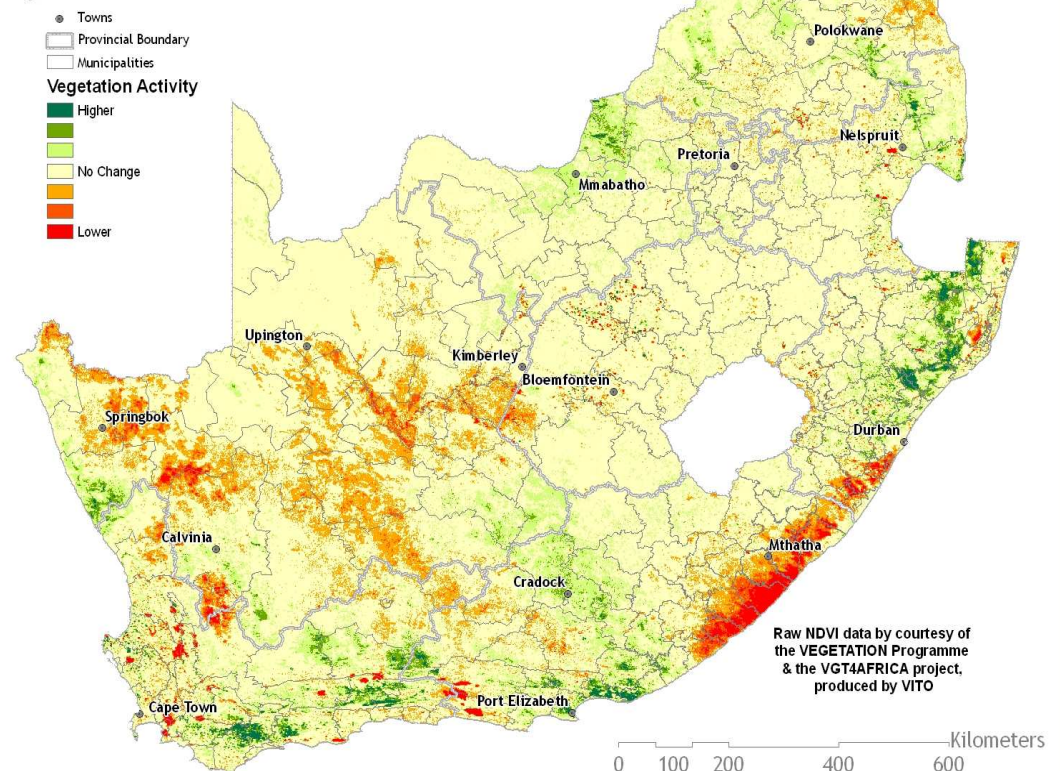 Towns
Provincial Boundary
Municipalities
Vegetation Activity
Higher
No Change
Lower
Polokwane
Nelspruit
Pretoria
Mmabatho
Upington
Kimberley
Bloemfontein
Springbok
Durban
Calvinia
Mthatha
Cradock
Cape Town
Port Elizabeth
Raw NDVI data by courtesy of
the VEGETATION Programme
& the VGT4AFRICA project,
produced by VITO
Kilometers
0 100 200 400 600